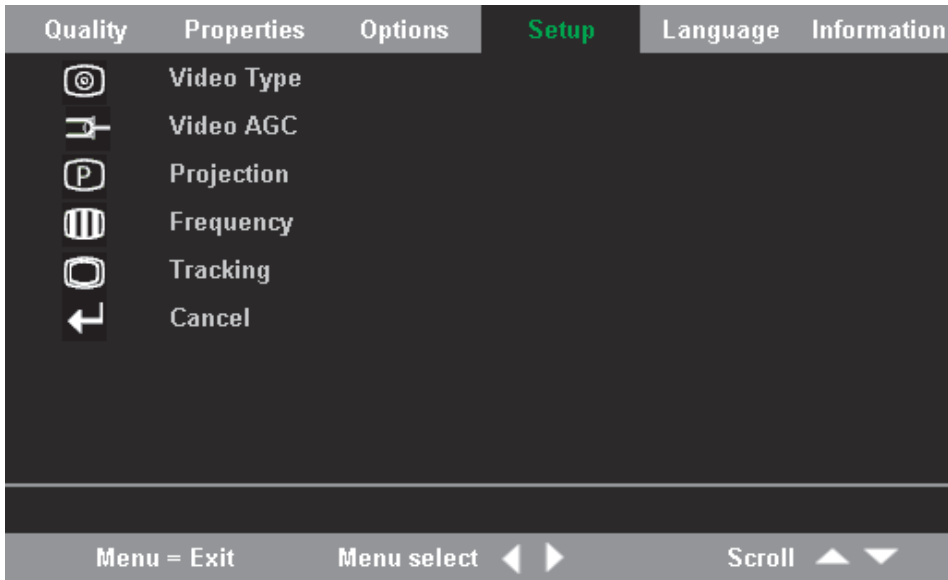 Quality Properties Options Setup Language Information
Video Type
Video AGC
P Projection
Frequency
Tracking
Cancel
Menu = Exit Menu select Scroll